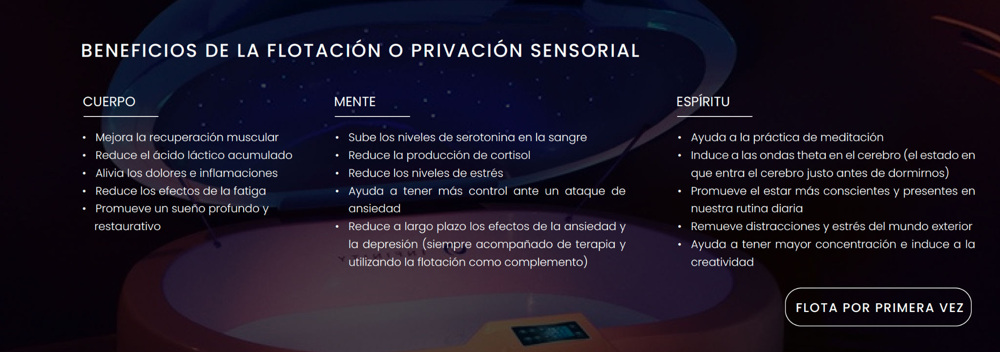 BENEFICIOS DE LA FLOTACIÓN O PRIVACIÓN SENSORIAL
CUERPO
• Mejora la recuperación muscular
• Reduce el ácido láctico acumulado
• Alivia los dolores e inflamaciones
• Reduce los efectos de la fatiga
• Promueve un sueño profundo y
restaurativo
MENTE
• Sube los niveles de serotonina en la sangre
• Reduce la producción de cortisol
• Reduce los niveles de estrés
• Ayuda a tener más control ante un ataque de
ansiedad
• Reduce a largo plazo los efectos de la ansiedad y
la depresión (siempre acompañado de terapia y
utilizando la flotación como complemento)
ESPÍRITU
• Ayuda a la práctica de meditación
• Induce a las ondas theta en el cerebro (el estado en
que entra el cerebro justo antes de dormirnos)
• Promueve el estar más conscientes y presentes en
nuestra rutina diaria
• Remueve distracciones y estrés del mundo exterior
• Ayuda a tener mayor concentración e induce a la
creatividad
FLOTA POR PRIMERA VEZ